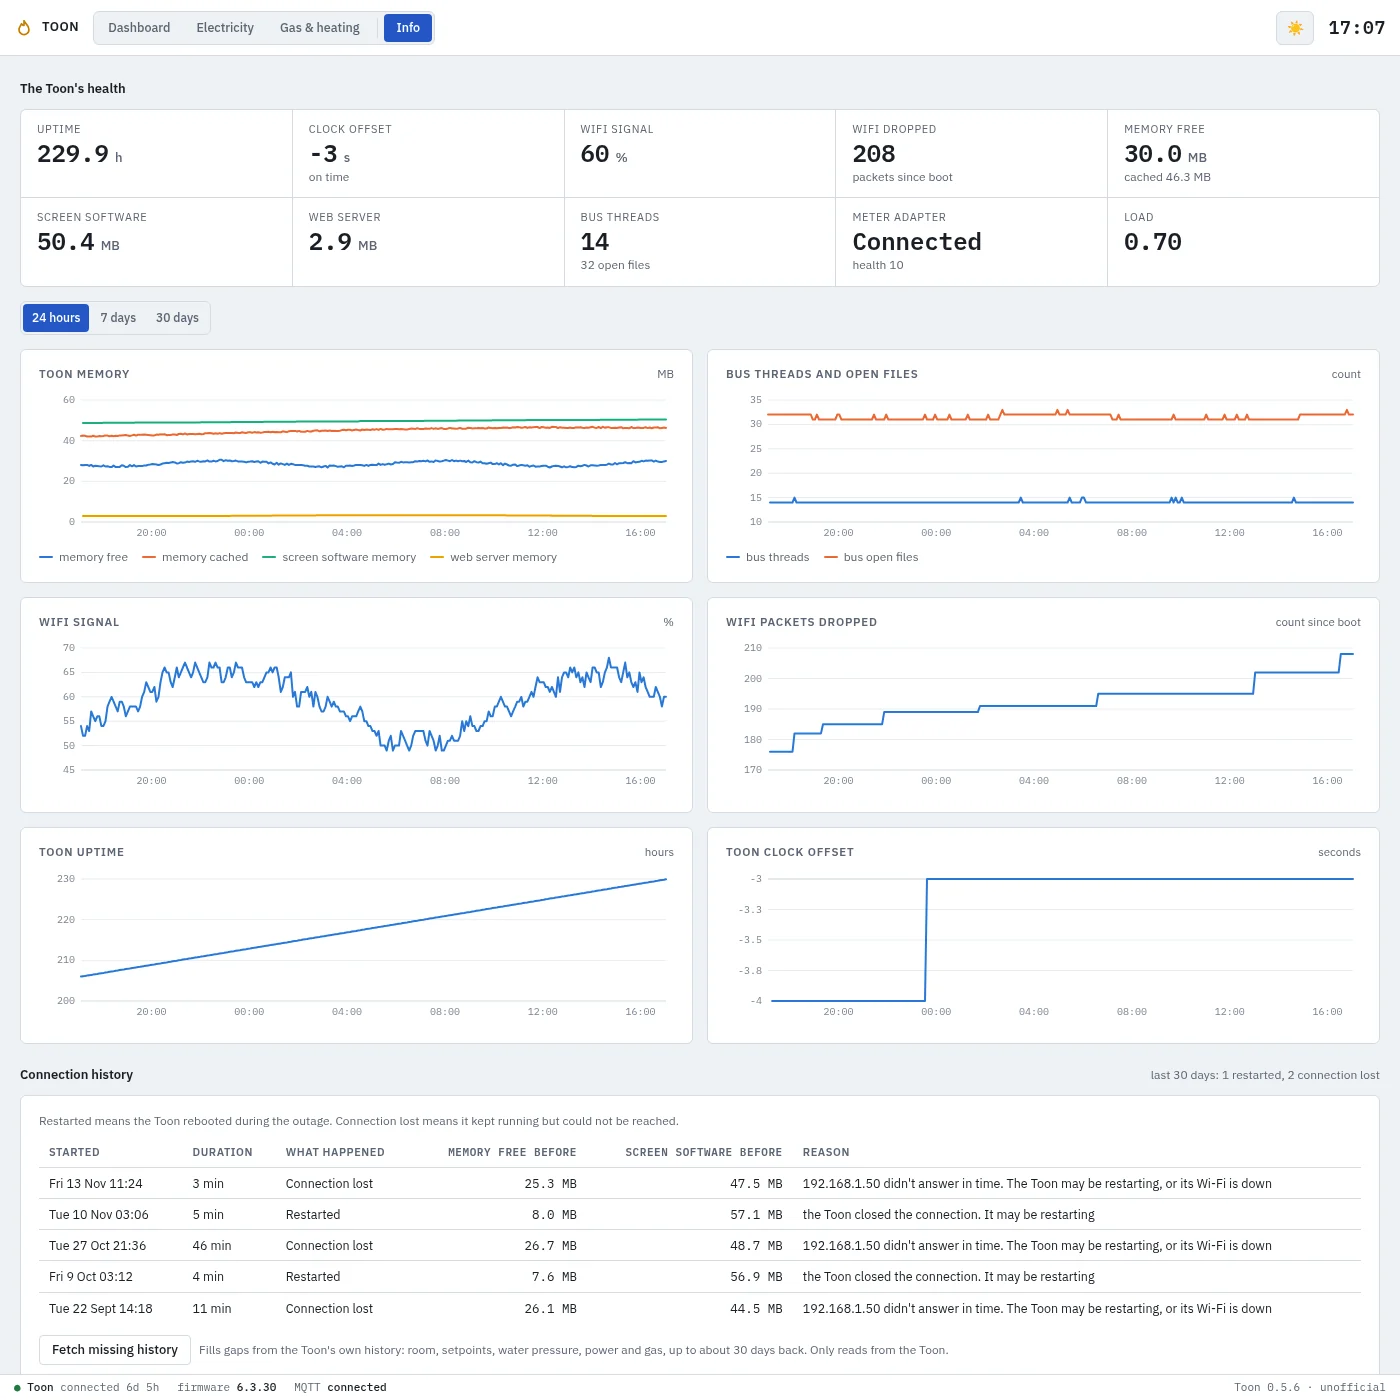 TOON Dashboard Electricity Gas & heating Info 17:07
The Toon's health
UPTIME CLOCK OFFSET WIFI SIGNAL WIFI DROPPED MEMORY FREE
229.9 h -3 s 60 % 208 30.0 MB
on time packets since boot cached 46.3 MB
SCREEN SOFTWARE WEB SERVER BUS THREADS METER ADAPTER LOAD
50.4 MB 2.9 MB 14 Connected 0.70
32 open files health 10
24 hours 7 days 30 days
TOON MEMORY MB
60
40
20
0
20:00 00:00 04:00 08:00 12:00 16:00
memory free memory cached screen software memory web server memory
BUS THREADS AND OPEN FILES count
35
30
25
20
15
10
20:00 00:00 04:00 08:00 12:00 16:00
bus threads bus open files
WIFI SIGNAL %
70
65
60
55
50
45
20:00 00:00 04:00 08:00 12:00 16:00
WIFI PACKETS DROPPED count since boot
210
200
190
180
170
20:00 00:00 04:00 08:00 12:00 16:00
TOON UPTIME hours
230
220
210
200
20:00 00:00 04:00 08:00 12:00 16:00
TOON CLOCK OFFSET seconds
-3
-3.3
-3.5
-3.8
-4
20:00 00:00 04:00 08:00 12:00 16:00
Connection history last 30 days: 1 restarted, 2 connection lost
Restarted means the Toon rebooted during the outage. Connection lost means it kept running but could not be reached.
STARTED DURATION WHAT HAPPENED MEMORY FREE BEFORE SCREEN SOFTWARE BEFORE REASON
Fri 13 Nov 11:24 3 min Connection lost 25.3 MB 47.5 MB 192.168.1.50 didn't answer in time. The Toon may be restarting, or its Wi-Fi is down
Tue 10 Nov 03:06 5 min Restarted 8.0 MB 57.1 MB the Toon closed the connection. It may be restarting
Tue 27 Oct 21:36 46 min Connection lost 26.7 MB 48.7 MB 192.168.1.50 didn't answer in time. The Toon may be restarting, or its Wi-Fi is down
Fri 9 Oct 03:12 4 min Restarted 7.6 MB 56.9 MB the Toon closed the connection. It may be restarting
Tue 22 Sept 14:18 11 min Connection lost 26.1 MB 44.5 MB 192.168.1.50 didn't answer in time. The Toon may be restarting, or its Wi-Fi is down
Fetch missing history Fills gaps from the Toon's own history: room, setpoints, water pressure, power and gas, up to about 30 days back. Only reads from the Toon.
Toon connected 6d 5h firmware 6.3.30 MQTT connected Toon 0.5.6 · unofficial